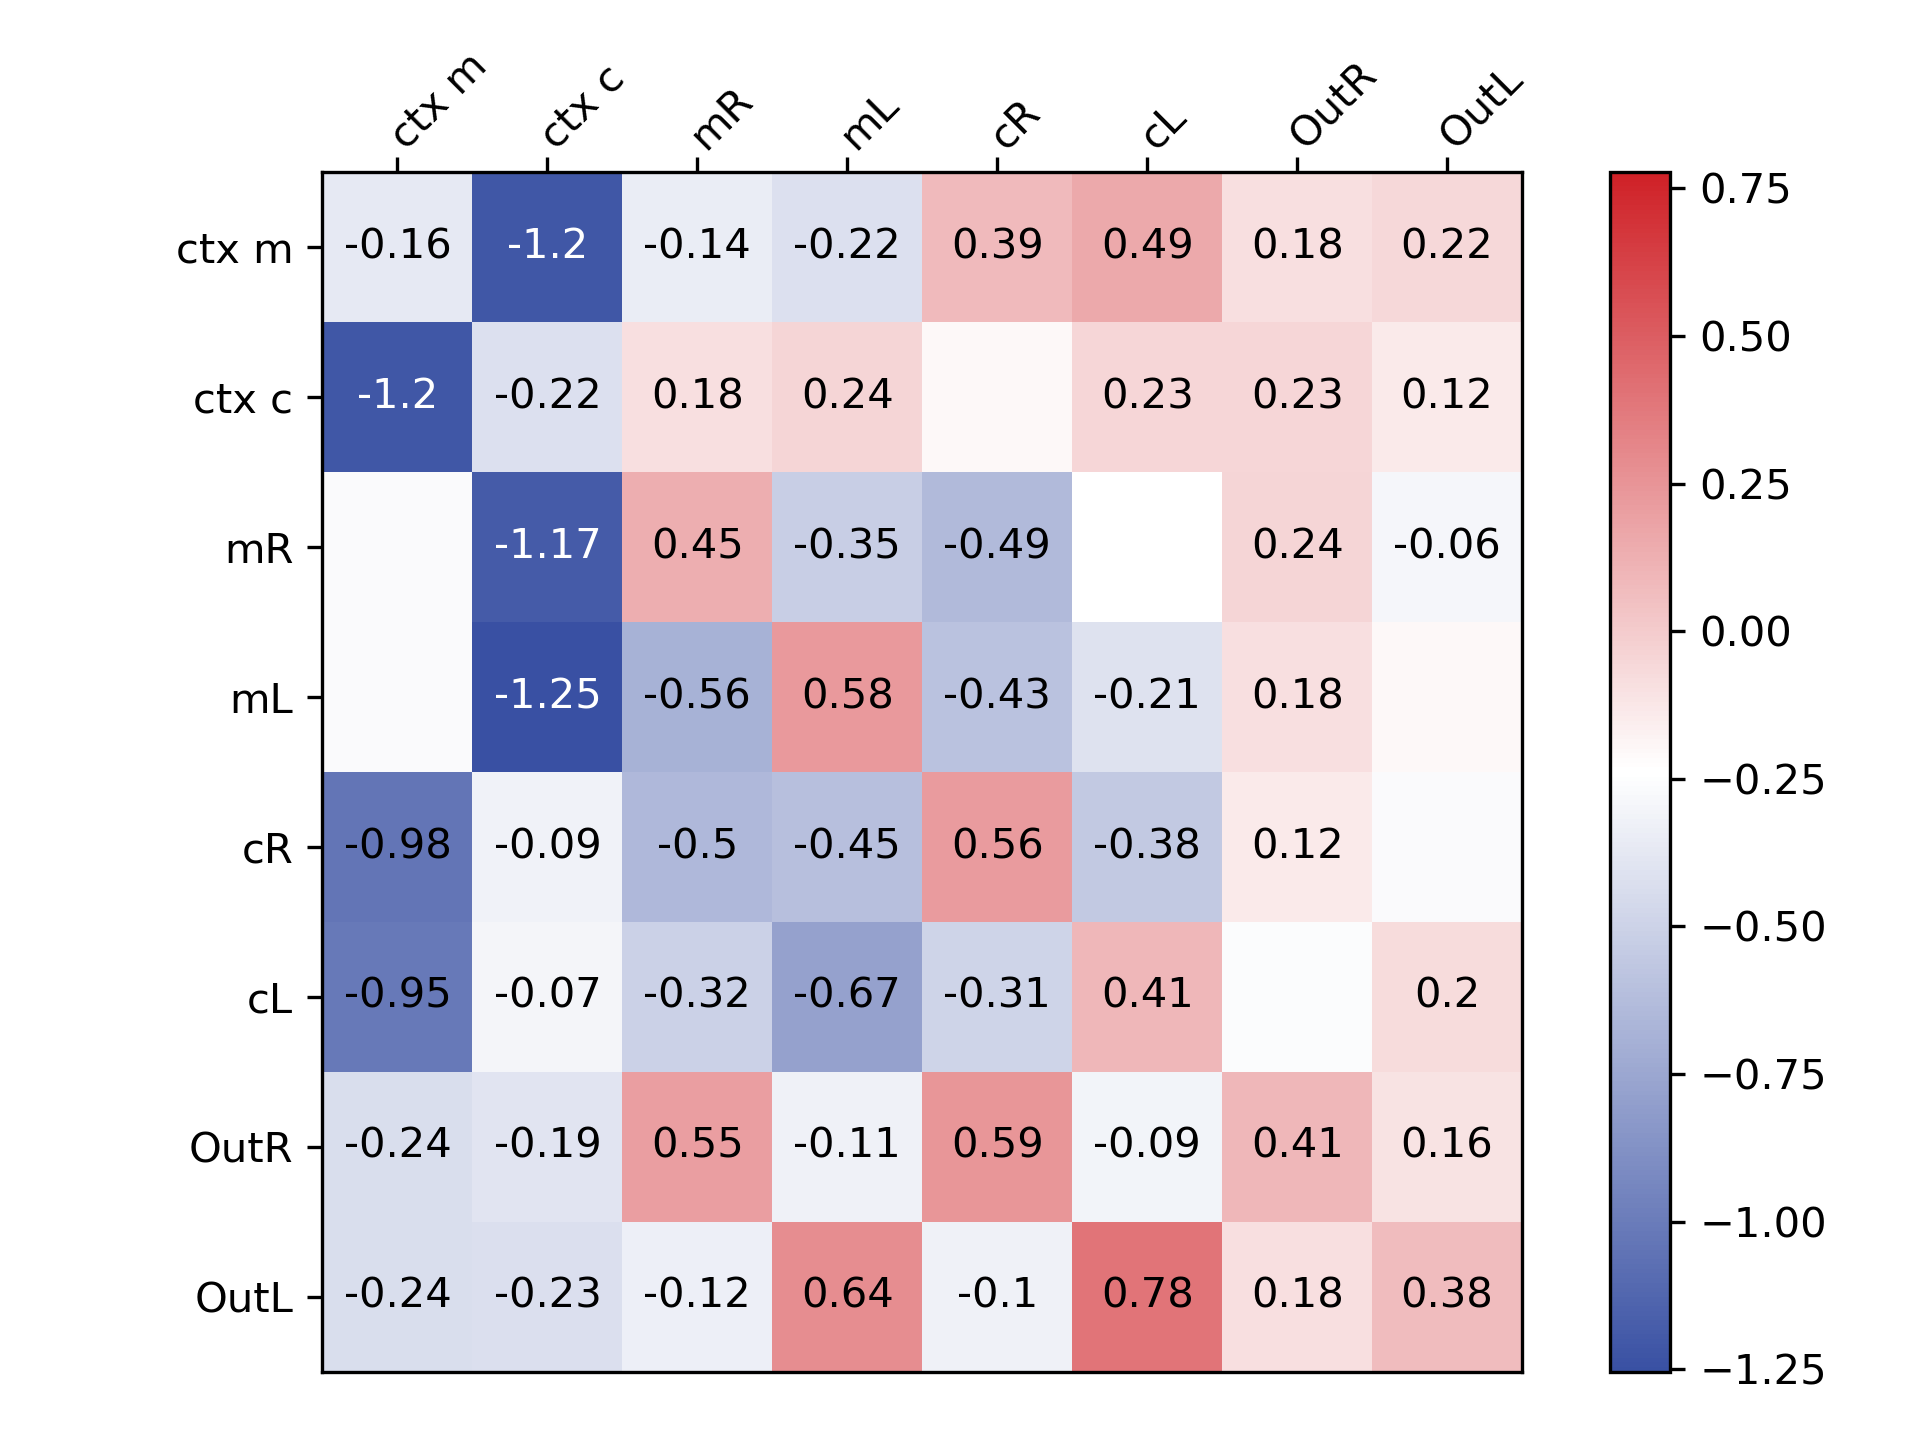 ctx m ctx c mR mL cR cL OutR OutL
ctx m -0.16 -1.2 -0.14 -0.22 0.39 0.49 0.18 0.22
ctx c -1.2 -0.22 0.18 0.24 0.23 0.23 0.12
mR -1.17 0.45 -0.35 -0.49 0.24 -0.06
mL -1.25 -0.56 0.58 -0.43 -0.21 0.18
cR -0.98 -0.09 -0.5 -0.45 0.56 -0.38 0.12
cL -0.95 -0.07 -0.32 -0.67 -0.31 0.41 0.2
OutR -0.24 -0.19 0.55 -0.11 0.59 -0.09 0.41 0.16
OutL -0.24 -0.23 -0.12 0.64 -0.1 0.78 0.18 0.38
0.75
0.50
0.25
0.00
−0.25
−0.50
−0.75
−1.00
−1.25